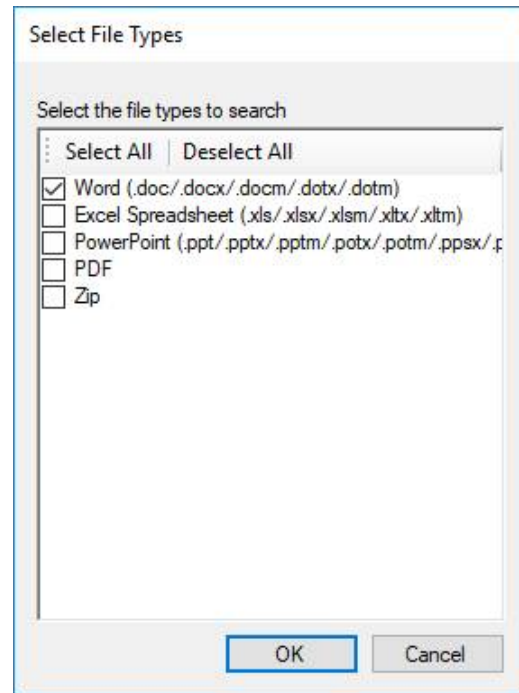 Select File Types
Select the file types to search
Select All Deselect All
Word (.doc/.docx/.docm/.dotx/.dotm)
Excel Spreadsheet (.xls/.xlsx/.xlsm/.xltx/.xltm)
PowerPoint (.ppt/.pptx/.pptm/.potx/.potm/.ppsx/.p
PDF
Zip
OK Cancel